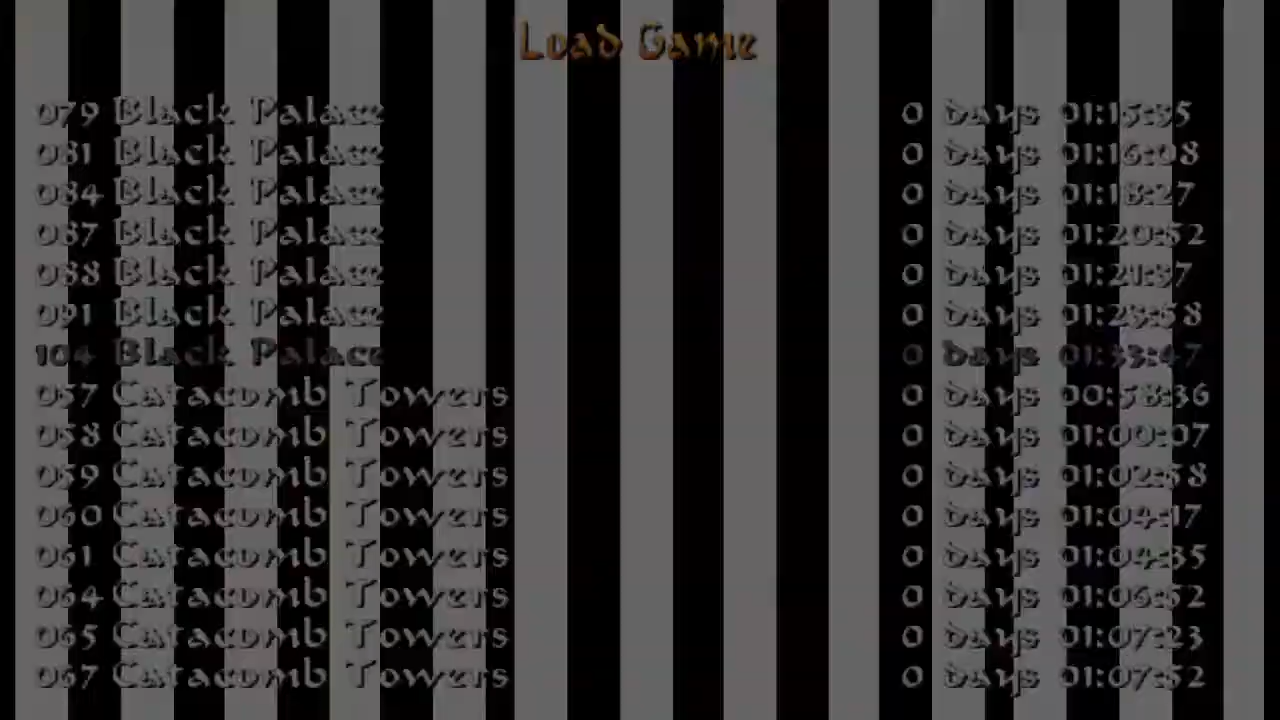 Load Game
079 Black Palace 0 days 01:15:35
081 Black Palace 0 days 01:16:08
084 Black Palace 0 days 01:18:27
087 Black Palace 0 days 01:20:52
088 Black Palace 0 days 01:21:37
091 Black Palace 0 days 01:23:58
104 Black Palace 0 days 01:33:47
057 Catacomb Towers 0 days 00:58:36
058 Catacomb Towers 0 days 01:00:07
059 Catacomb Towers 0 days 01:02:58
060 Catacomb Towers 0 days 01:04:17
061 Catacomb Towers 0 days 01:04:35
064 Catacomb Towers 0 days 01:06:52
065 Catacomb Towers 0 days 01:07:23
067 Catacomb Towers 0 days 01:07:52